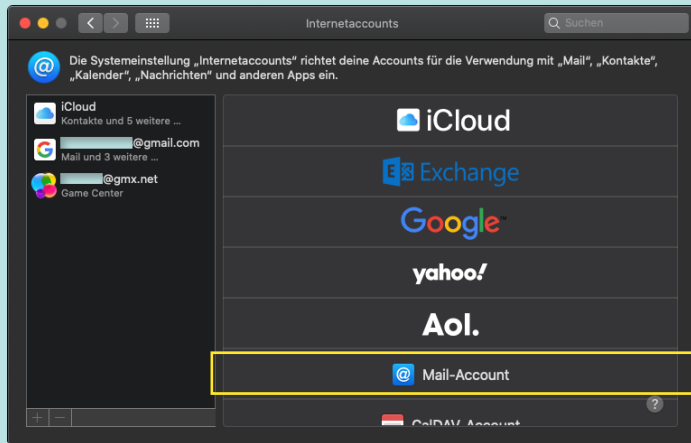 Internetaccounts
Suchen
Die Systemeinstellung „Internetaccounts“ richtet deine Accounts für die Verwendung mit „Mail“, „Kontakte“,
„Kalender“, „Nachrichten“ und anderen Apps ein.
iCloud
Kontakte und 5 weitere ...
@gmail.com
Mail und 3 weitere ...
@gmx.net
Game Center
iCloud
Exchange
Google
yahoo!
Aol.
Mail-Account
CalDAV-Account
?